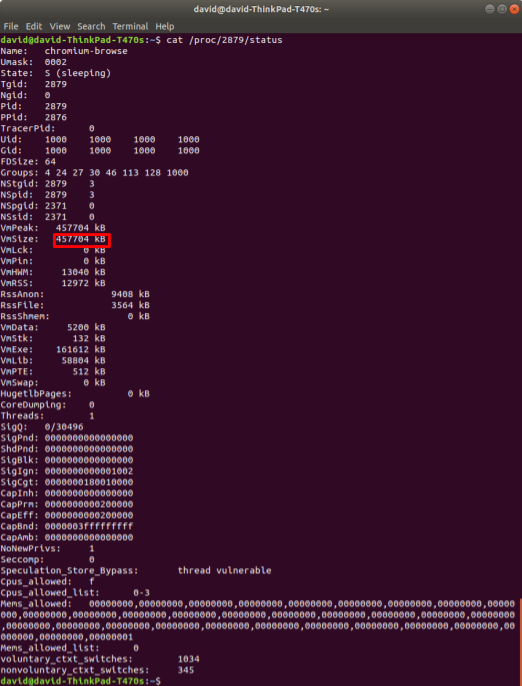 david@david-ThinkPad-T470s: ~
File Edit View Search Terminal Help
david@david-ThinkPad-T470s:~$ cat /proc/2879/status
Name: chromium-browse
Umask: 0002
State: S (sleeping)
Tgid: 2879
Ngid: 0
Pid: 2879
PPid: 2876
TracerPid: 0
Uid: 1000 1000 1000 1000
Gid: 1000 1000 1000 1000
FDSize: 64
Groups: 4 24 27 30 46 113 128 1000
NStgid: 2879 3
NSpid: 2879 3
NSpgid: 2371 0
NSsid: 2371 0
VmPeak: 457704 kB
VmSize: 457704 kB
VmLck: 0 kB
VmPin: 0 kB
VmHWM: 13040 kB
VmRSS: 12972 kB
RssAnon: 9408 kB
RssFile: 3564 kB
RssShmem: 0 kB
VmData: 5200 kB
VmStk: 132 kB
VmExe: 161612 kB
VmLib: 58804 kB
VmPTE: 512 kB
VmSwap: 0 kB
HugetlbPages: 0 kB
CoreDumping: 0
Threads: 1
SigQ: 0/30496
SigPnd: 0000000000000000
ShdPnd: 0000000000000000
SigBlk: 0000000000000000
SigIgn: 0000000000001002
SigCgt: 0000000180010000
CapInh: 0000000000000000
CapPrm: 0000000000200000
CapEff: 0000000000200000
CapBnd: 0000003fffffffff
CapAmb: 0000000000000000
NoNewPrivs: 1
Seccomp: 0
Speculation_Store_Bypass: thread vulnerable
Cpus_allowed: f
Cpus_allowed_list: 0-3
Mems_allowed: 00000000,00000000,00000000,00000000,00000000,00000000,00000000,00000000,00000
000,00000000,00000000,00000000,00000000,00000000,00000000,00000000,00000000,00000000,00000000
,00000000,00000000,00000000,00000000,00000000,00000000,00000000,00000000,00000000,00000000,00
000000,00000000,00000001
Mems_allowed_list: 0
voluntary_ctxt_switches: 1034
nonvoluntary_ctxt_switches: 345
david@david-ThinkPad-T470s:~$